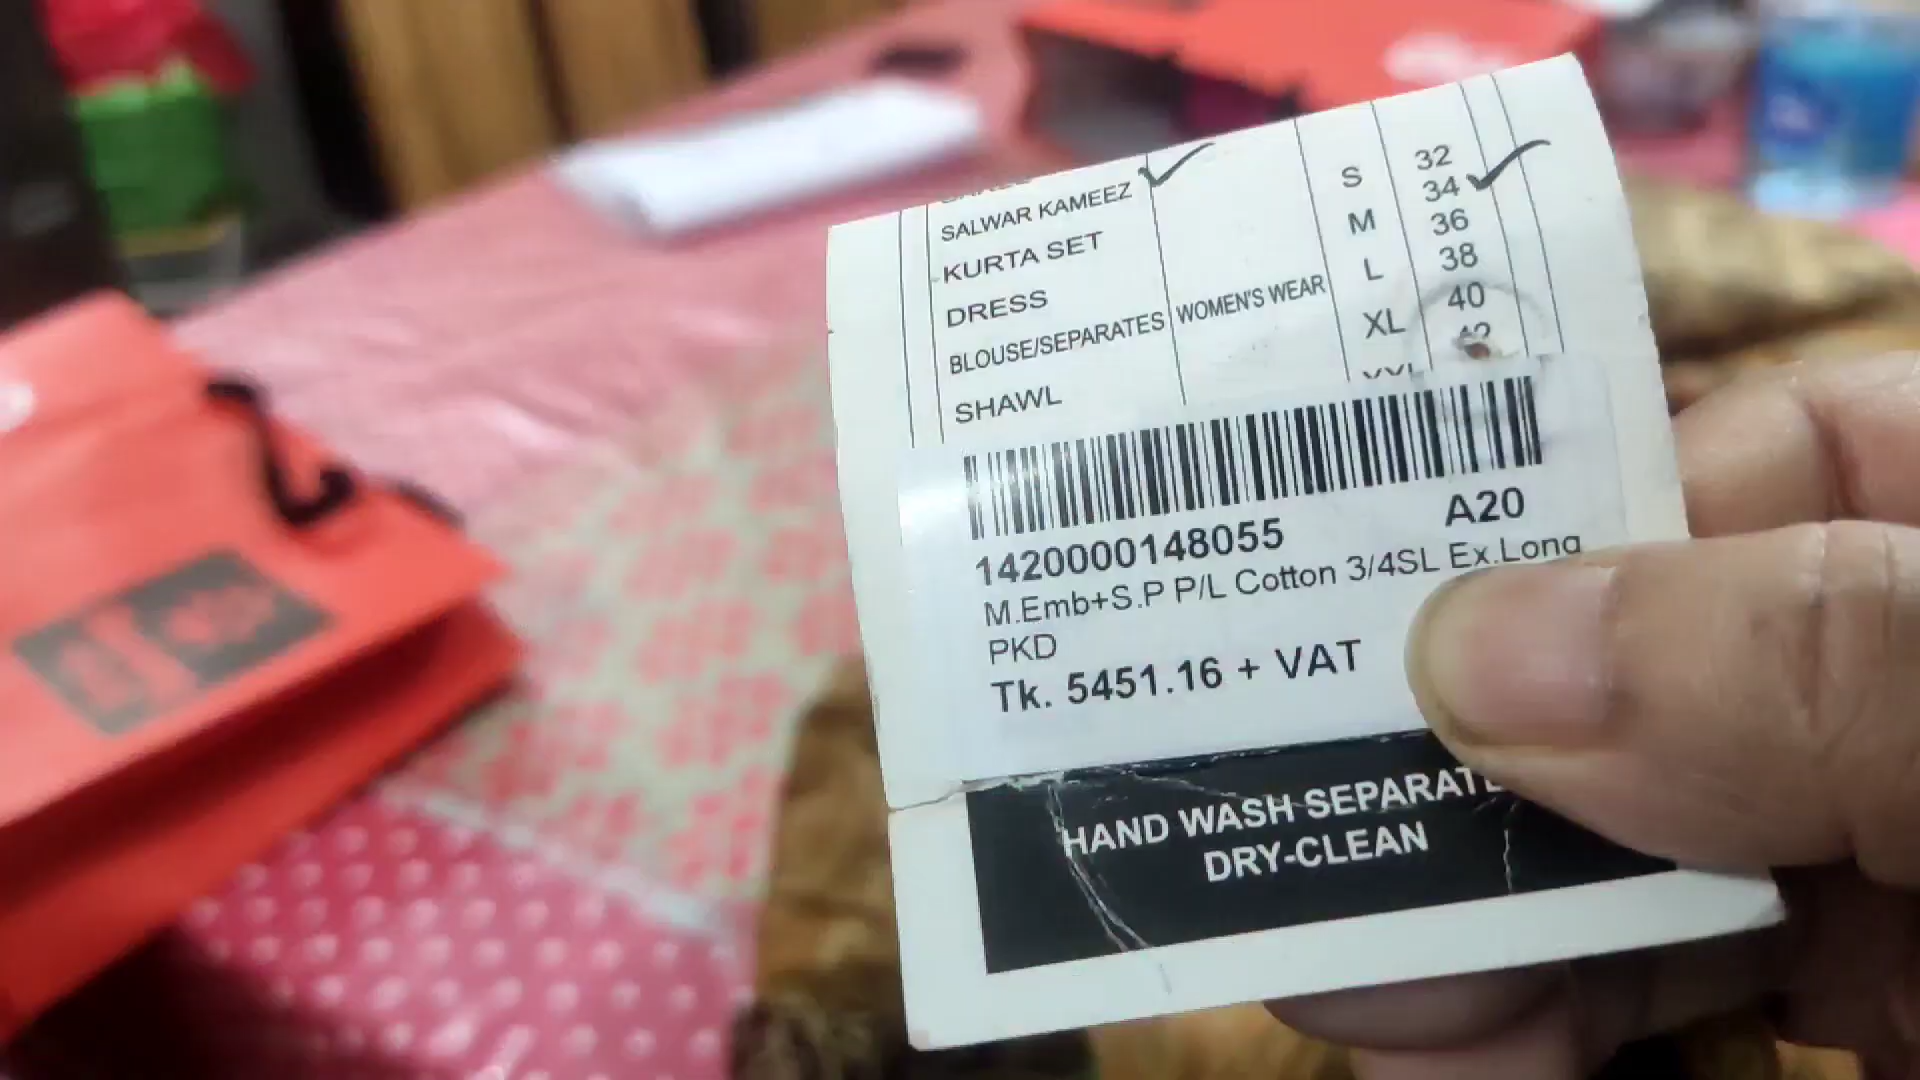 SALWAR KAMEEZ
KURTA SET
DRESS
BLOUSE/SEPARATES
SHAWL
WOMEN'S WEAR
S
M
L
XL
32
34
36
38
40
42
1420000148055
A20
M.Emb+S.P P/L Cotton 3/4SL Ex.Long
PKD
Tk. 5451.16 + VAT
HAND WASH SEPARATE
DRY-CLEAN